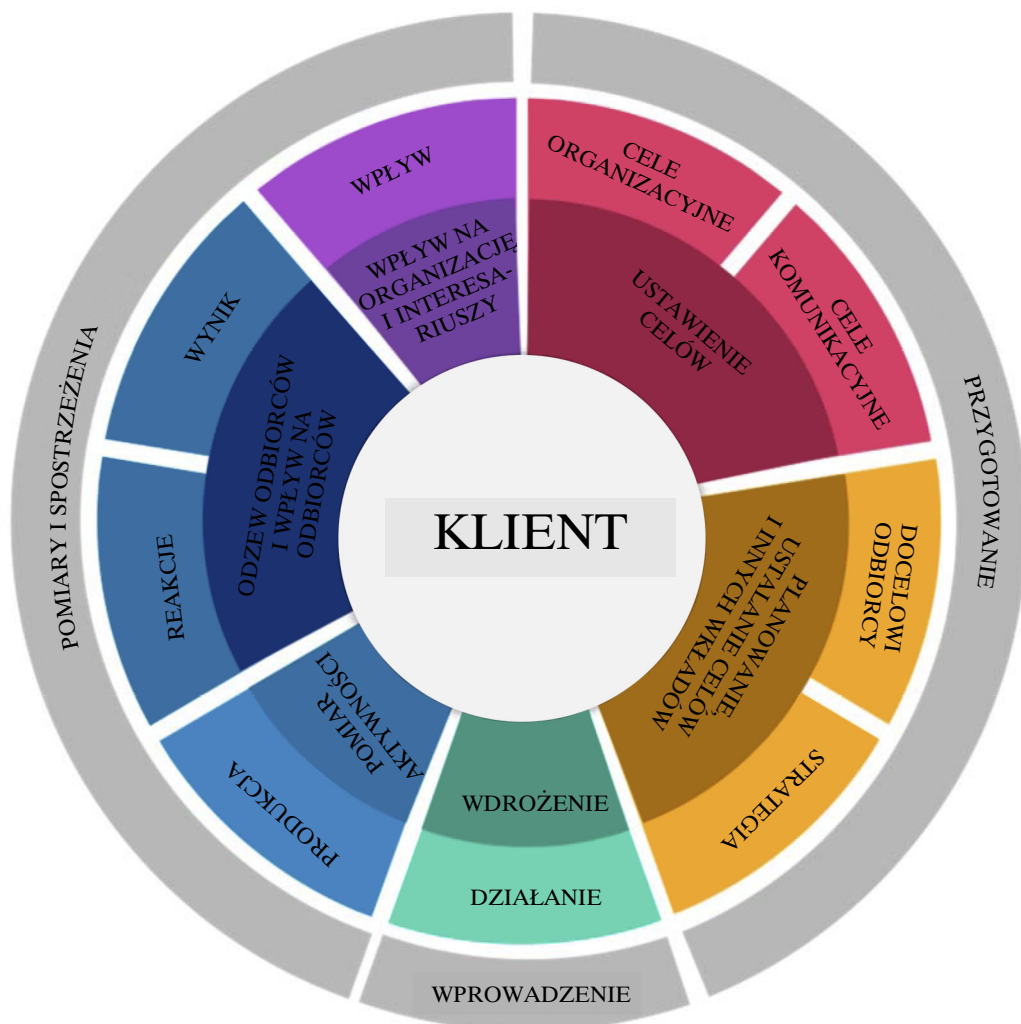 WPŁYW
WPŁYW NA
ORGANIZACJĘ
I INTERESA-
RIUSZY
CELE
ORGANIZACYJNE
USTAWIENIE
CELÓW
CELE
KOMUNIKACYJNE
PRZYGOTOWANIE
DOCELOWI
ODBIORCY
PLANOWANIE,
USTALANIE CELÓW
I INNYCH WKŁADÓW
STRATEGIA
WDROŻENIE
DZIAŁANIE
WPROWADZENIE
POMIAR
AKTYWNOŚCI
PRODUKCJA
ODZEW ODBIORCÓW
I WPŁYW NA
ODBIORCÓW
REAKCJE
WYNIK
POMIARY I SPOSTRZEŻENIA
KLIENT